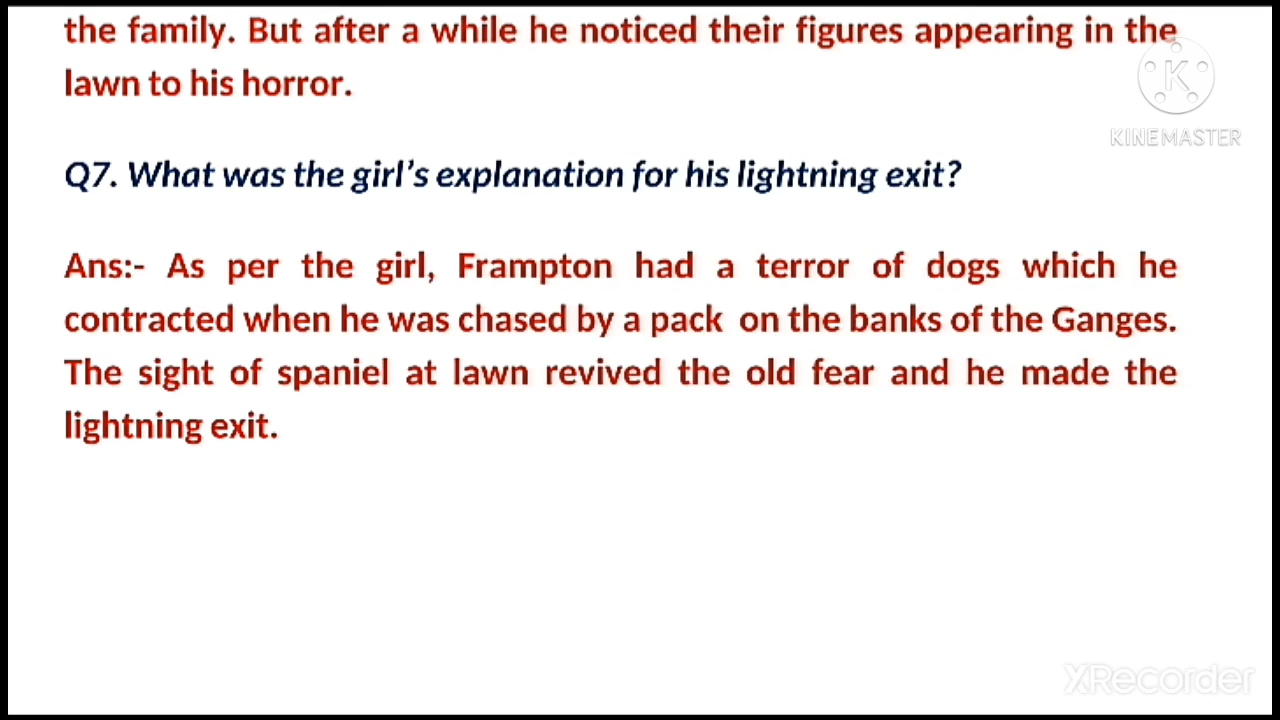 the family. But after a while he noticed their figures appearing in the
lawn to his horror.
K
KINEMASTER
Q7. What was the girl's explanation for his lightning exit?
Ans:- As per the girl, Frampton had a terror of dogs which he
contracted when he was chased by a pack on the banks of the Ganges.
The sight of spaniel at lawn revived the old fear and he made the
lightning exit.
XRecorder